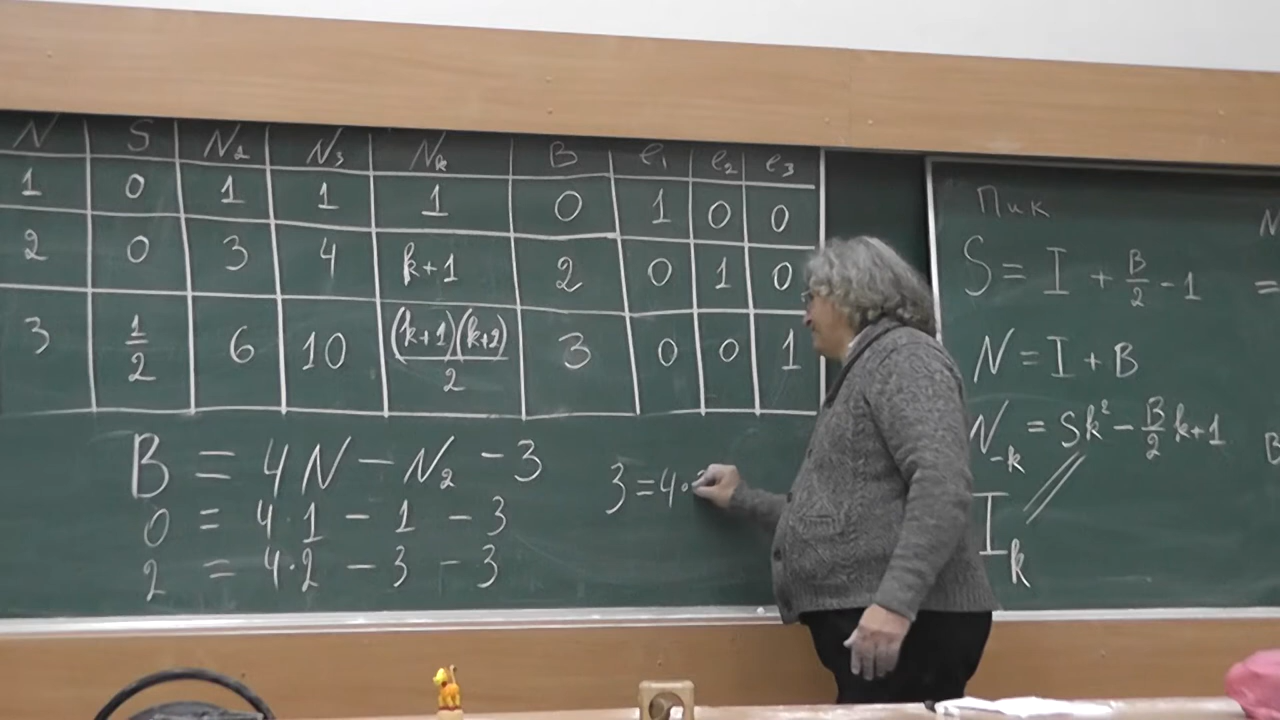 N S N₂ N₃ Nₖ B e₁ e₂ e₃
1 0 1 1 1 0 1 0 0
2 0 3 4 k+1 2 0 1 0
3 1/2 6 10 (k+1)(k+2)/2 3 0 0 1
B = 4N - N₂ - 3
0 = 4·1 - 1 - 3
2 = 4·2 - 3 - 3
3=4·
Пик
S = I + B/2 - 1
N = I + B
N₋ₖ = Sk² - B/2 k+1
Iₖ
N
=
B